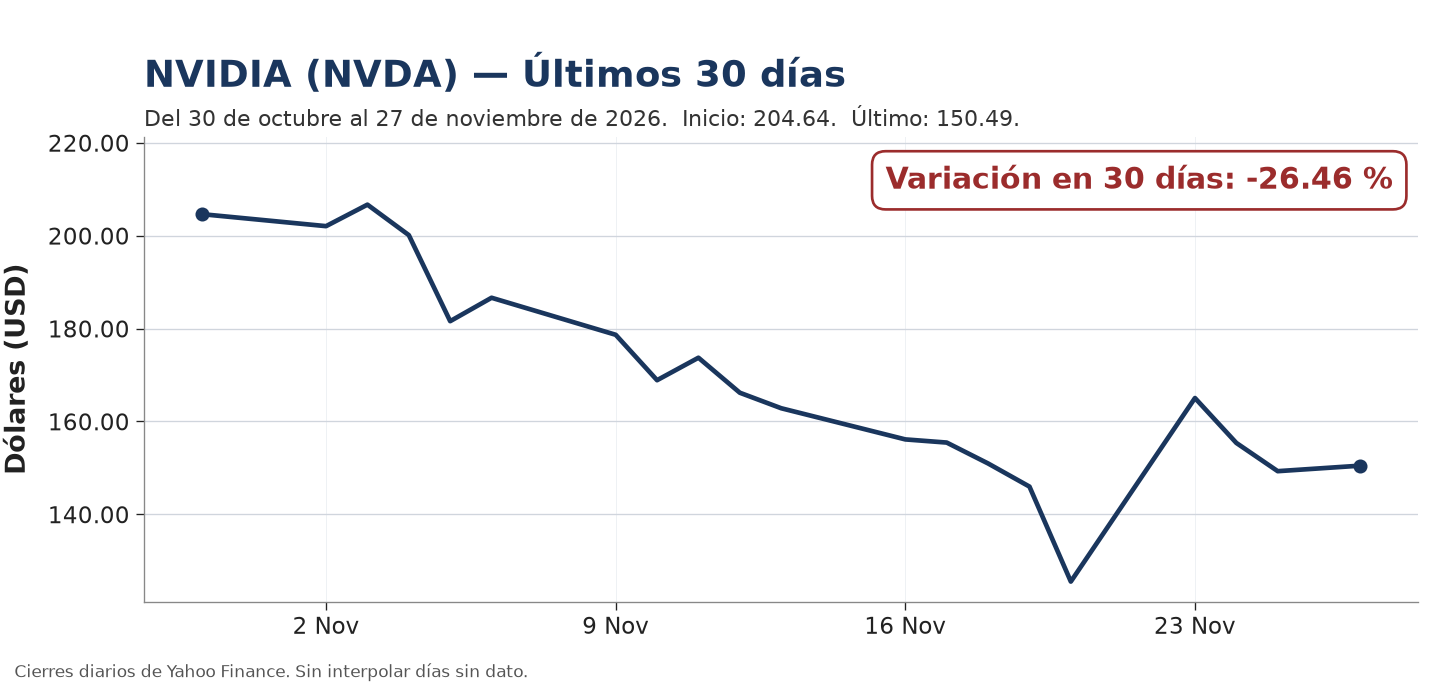 NVIDIA (NVDA) — Últimos 30 días
Del 30 de octubre al 27 de noviembre de 2026.  Inicio: 204.64.  Último: 150.49.
Variación en 30 días: -26.46 %
Dólares (USD)
220.00
200.00
180.00
160.00
140.00
2 Nov
9 Nov
16 Nov
23 Nov
Cierres diarios de Yahoo Finance. Sin interpolar días sin dato.